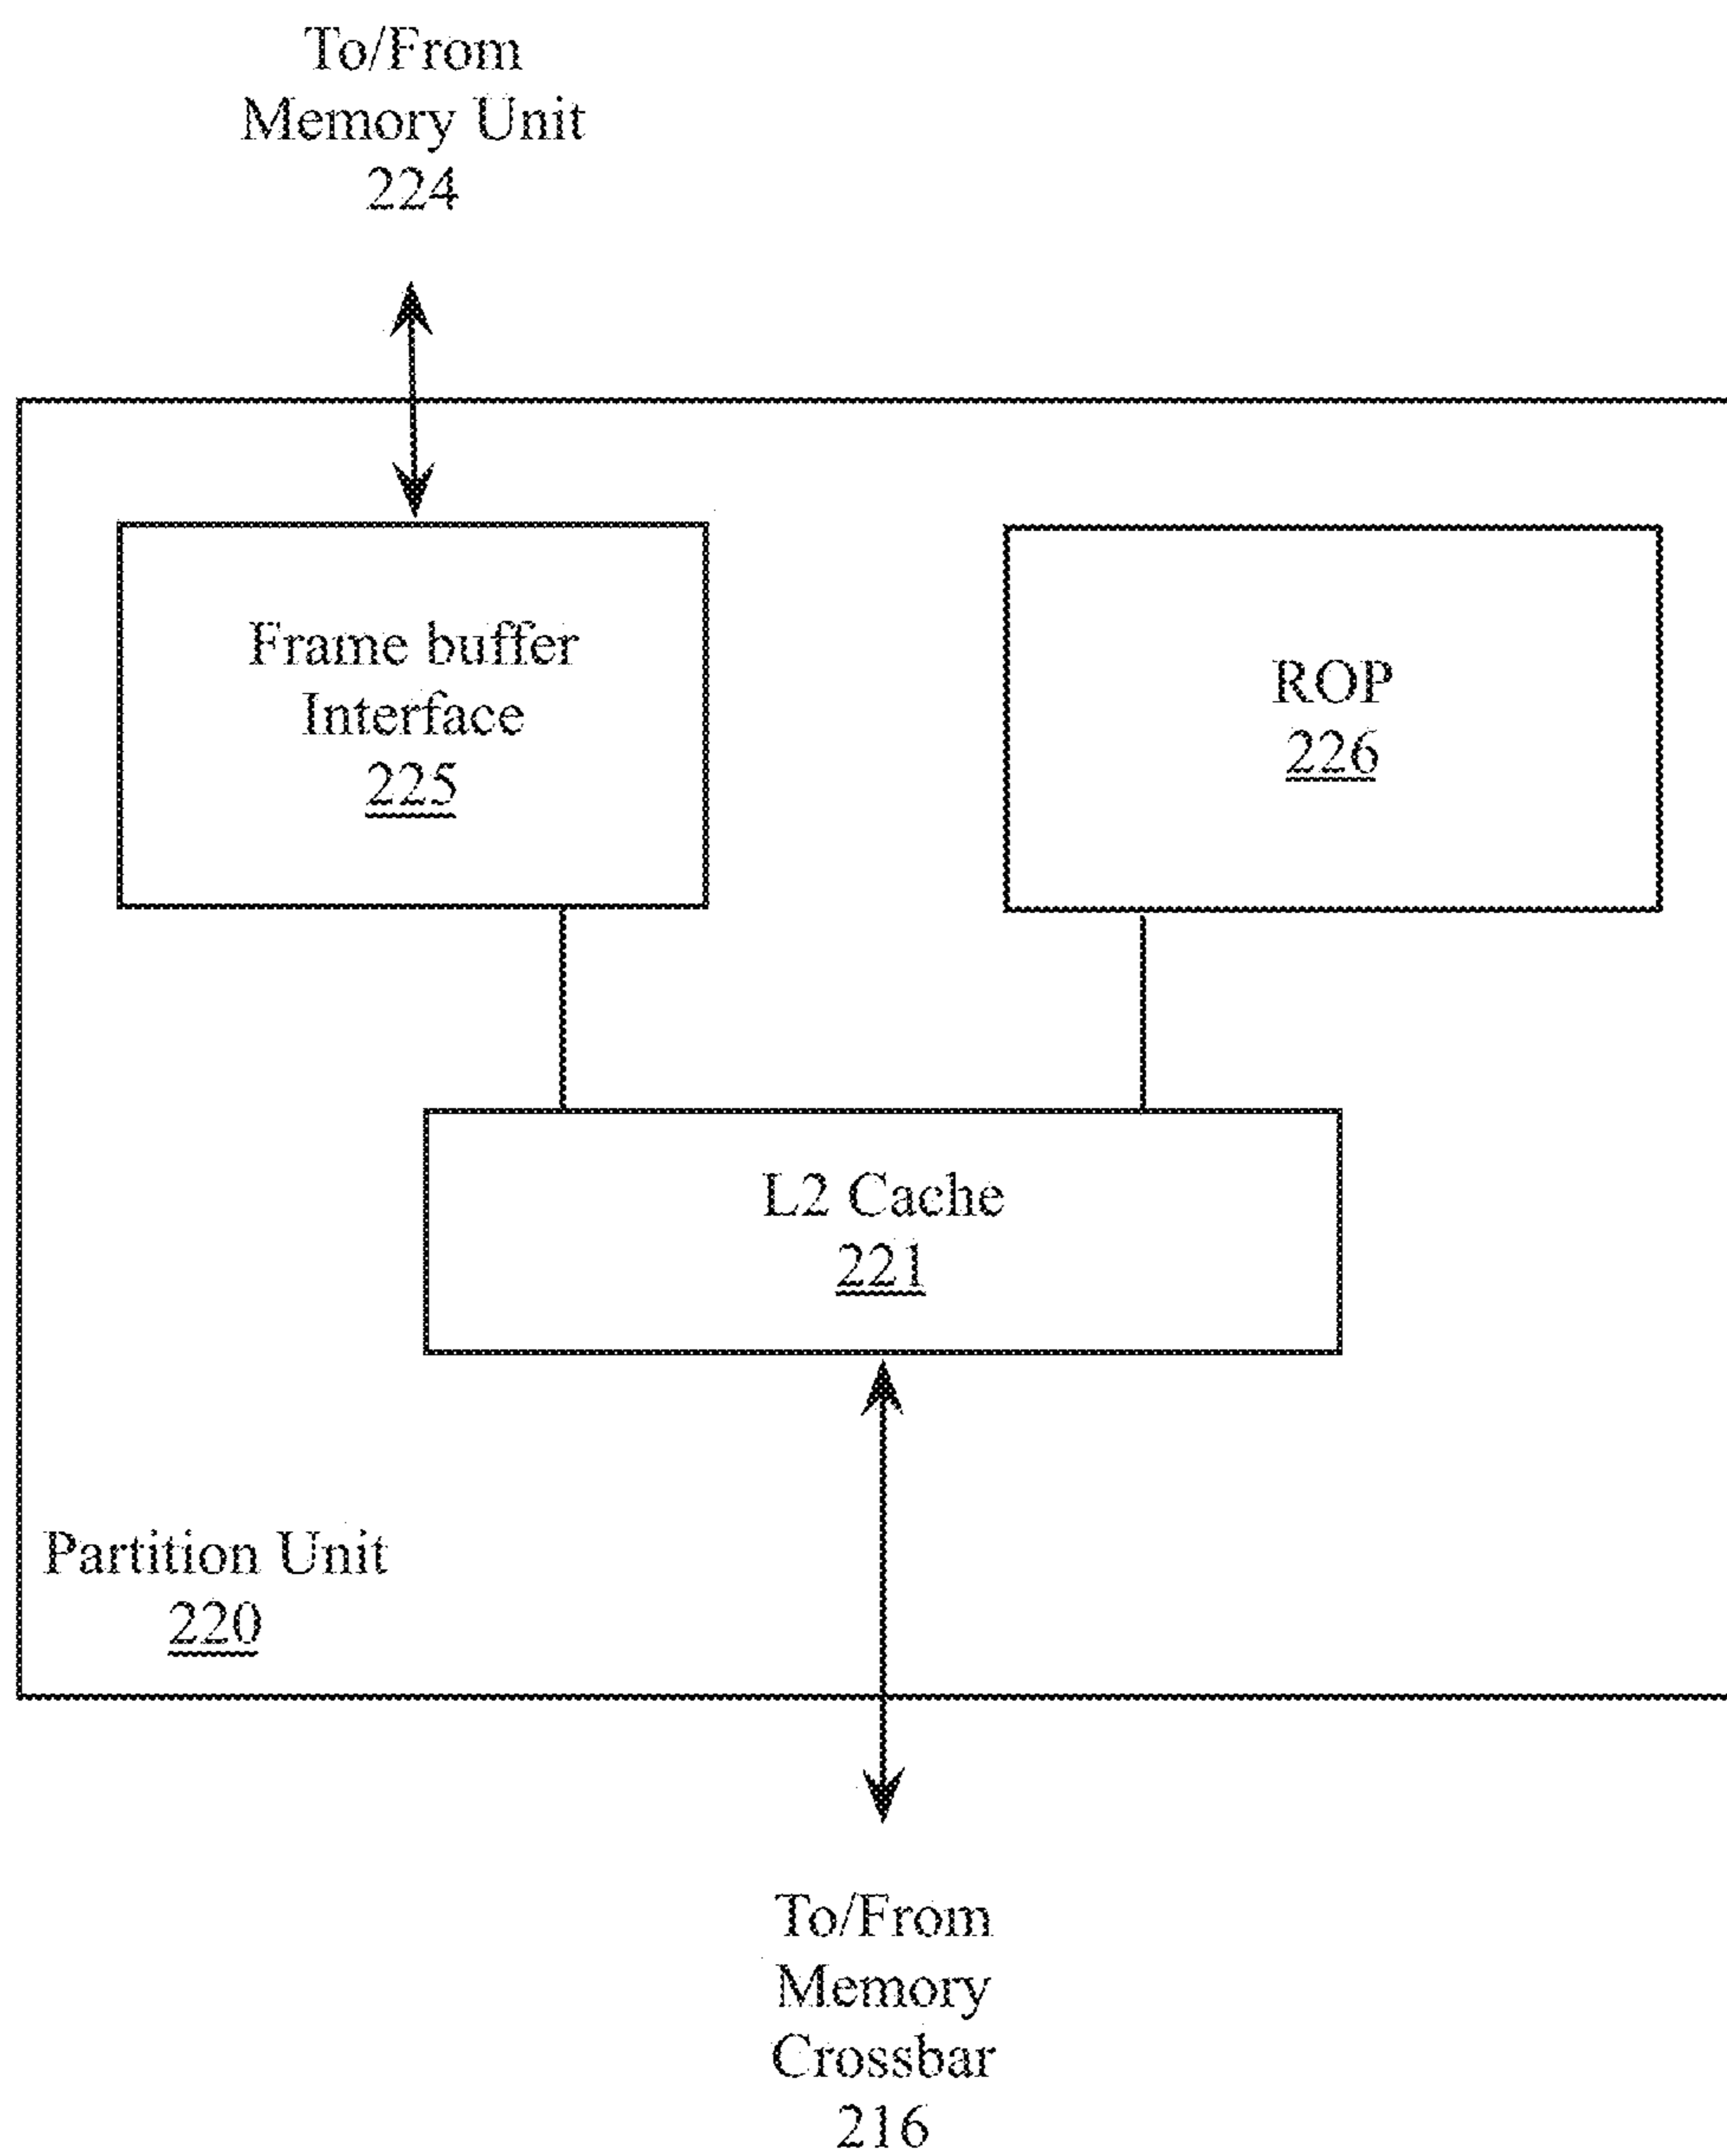 To/From
Memory Unit
224
Frame buffer
Interface
225
ROP
226
L2 Cache
221
Partition Unit
220
To/From
Memory
Crossbar
216